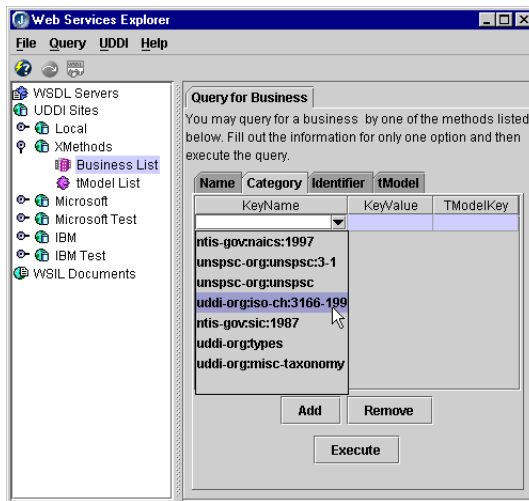 Web Services Explorer
File Query UDDI Help
WSDL Servers
UDDI Sites
Local
XMethods
Business List
tModel List
Microsoft
Microsoft Test
IBM
IBM Test
WSIL Documents
Query for Business
You may query for a business by one of the methods listed
below. Fill out the information for only one option and then
execute the query.
Name Category Identifier tModel
KeyName KeyValue TModelKey
ntis-gov:naics:1997
unspsc-org:unspsc:3-1
unspsc-org:unspsc
uddi-org:iso-ch:3166-199
ntis-gov:sic:1987
uddi-org:types
uddi-org:misc-taxonomy
Add Remove
Execute